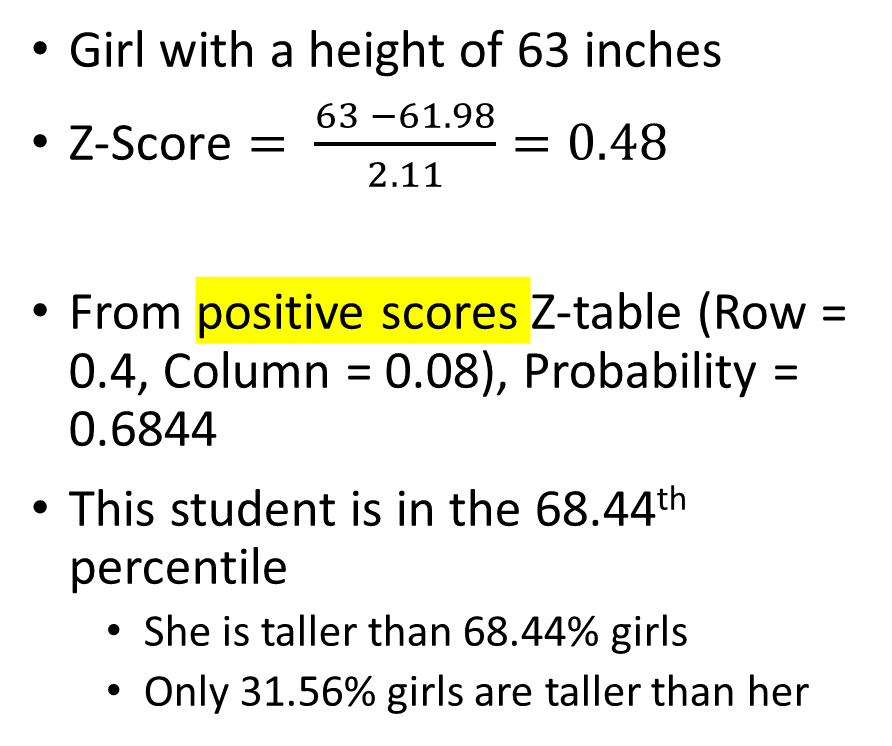 • Girl with a height of 63 inches
• Z-Score = (63 −61.98)/2.11 = 0.48
• From positive scores Z-table (Row =
0.4, Column = 0.08), Probability =
0.6844
• This student is in the 68.44th
percentile
• She is taller than 68.44% girls
• Only 31.56% girls are taller than her